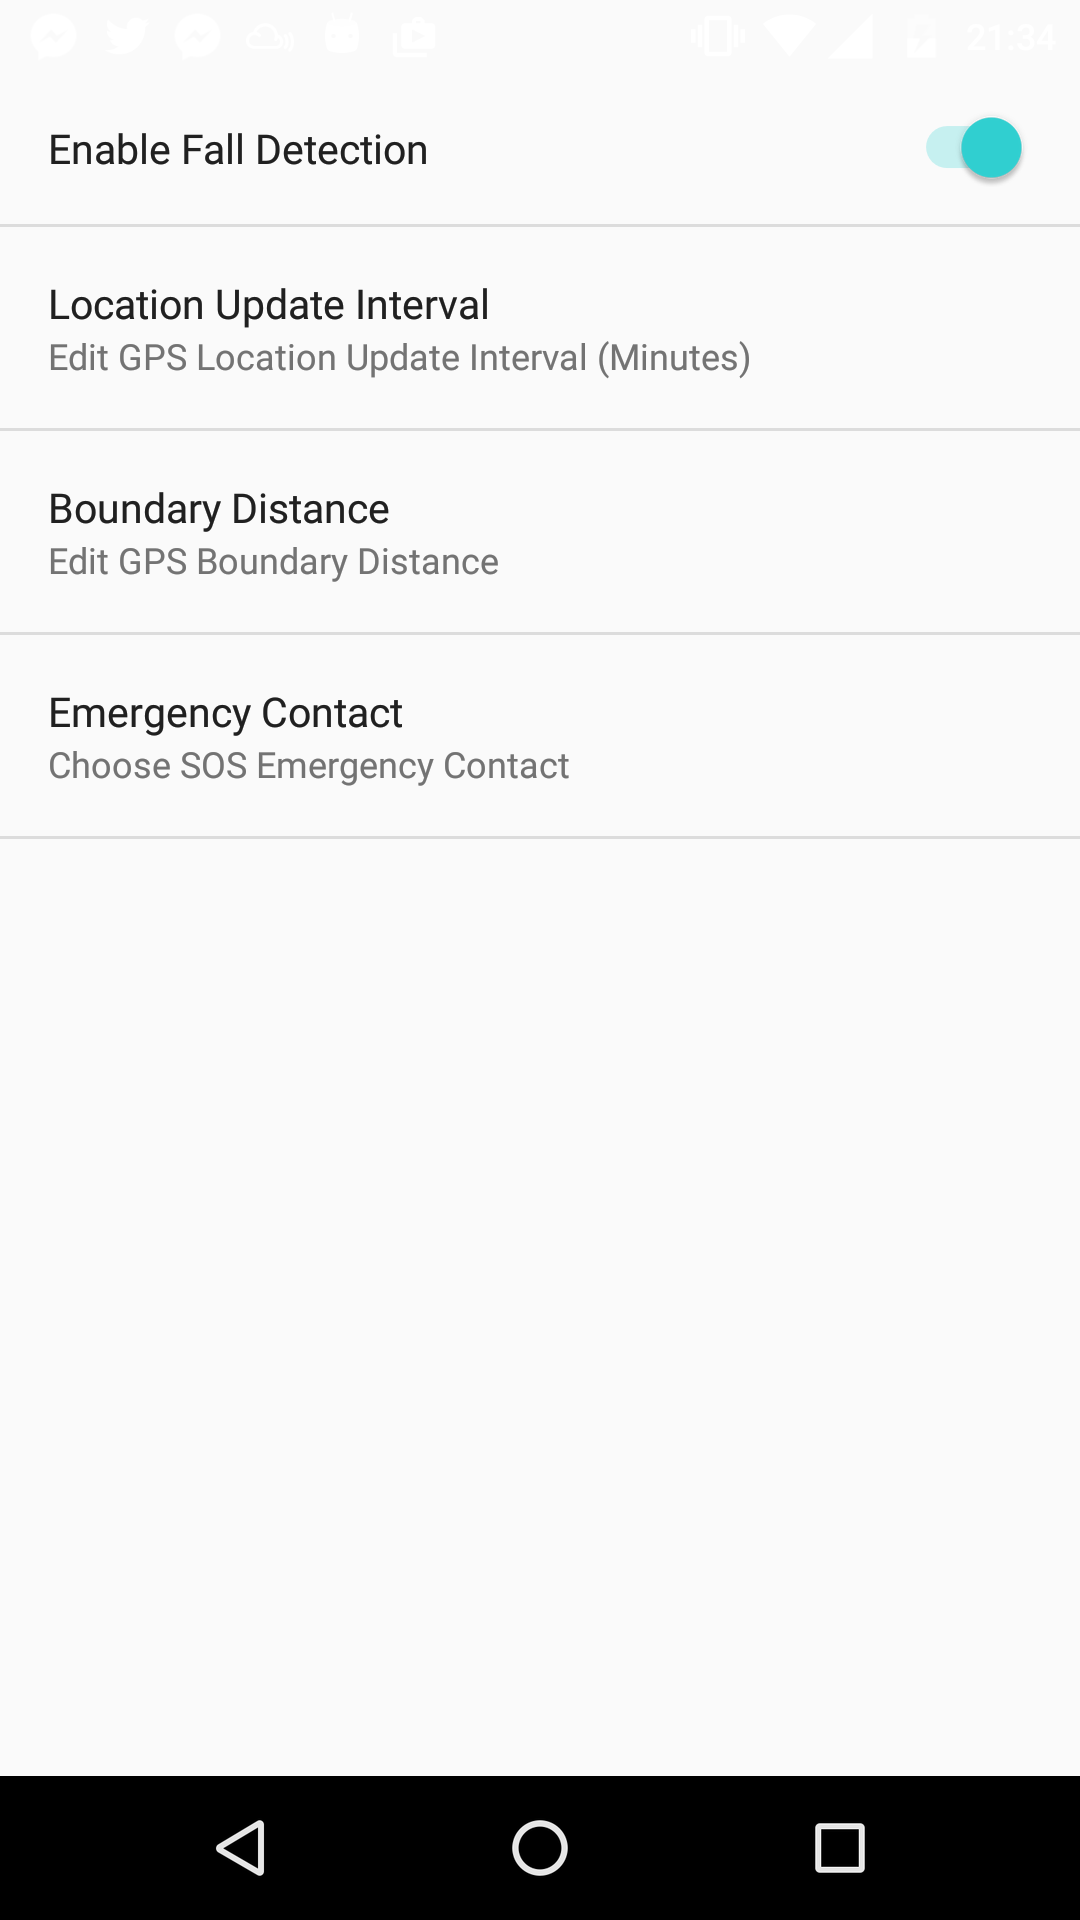 21:34
Enable Fall Detection
Location Update Interval
Edit GPS Location Update Interval (Minutes)
Boundary Distance
Edit GPS Boundary Distance
Emergency Contact
Choose SOS Emergency Contact